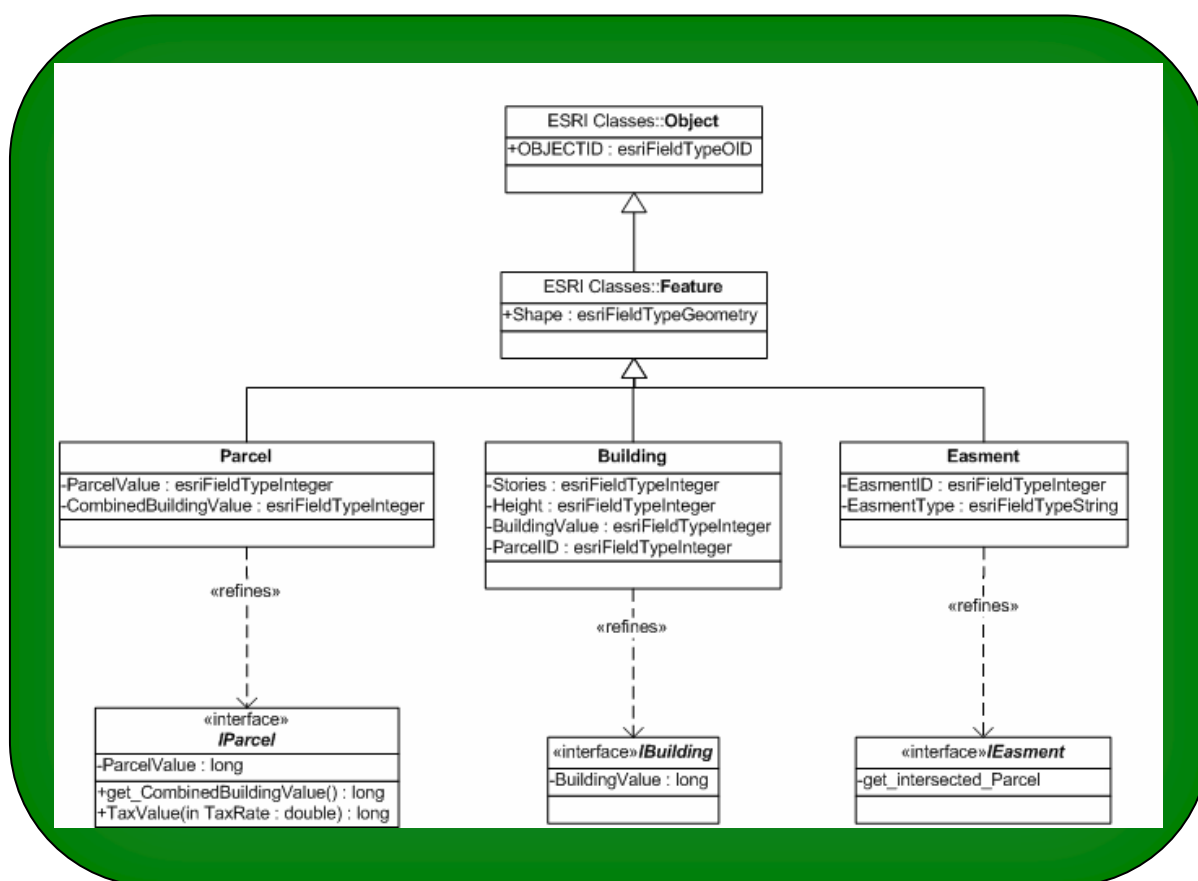 ESRI Classes::Object
+OBJECTID : esriFieldTypeOID
ESRI Classes::Feature
+Shape : esriFieldTypeGeometry
Parcel
-ParcelValue : esriFieldTypeInteger
-CombinedBuildingValue : esriFieldTypeInteger
Building
-Stories : esriFieldTypeInteger
-Height : esriFieldTypeInteger
-BuildingValue : esriFieldTypeInteger
-ParcelID : esriFieldTypeInteger
Easment
-EasmentID : esriFieldTypeInteger
-EasmentType : esriFieldTypeString
«refines»
«refines»
«refines»
«interface»
IParcel
-ParcelValue : long
+get_CombinedBuildingValue() : long
+TaxValue(in TaxRate : double) : long
«interface»IBuilding
-BuildingValue : long
«interface»IEasment
-get_intersected_Parcel